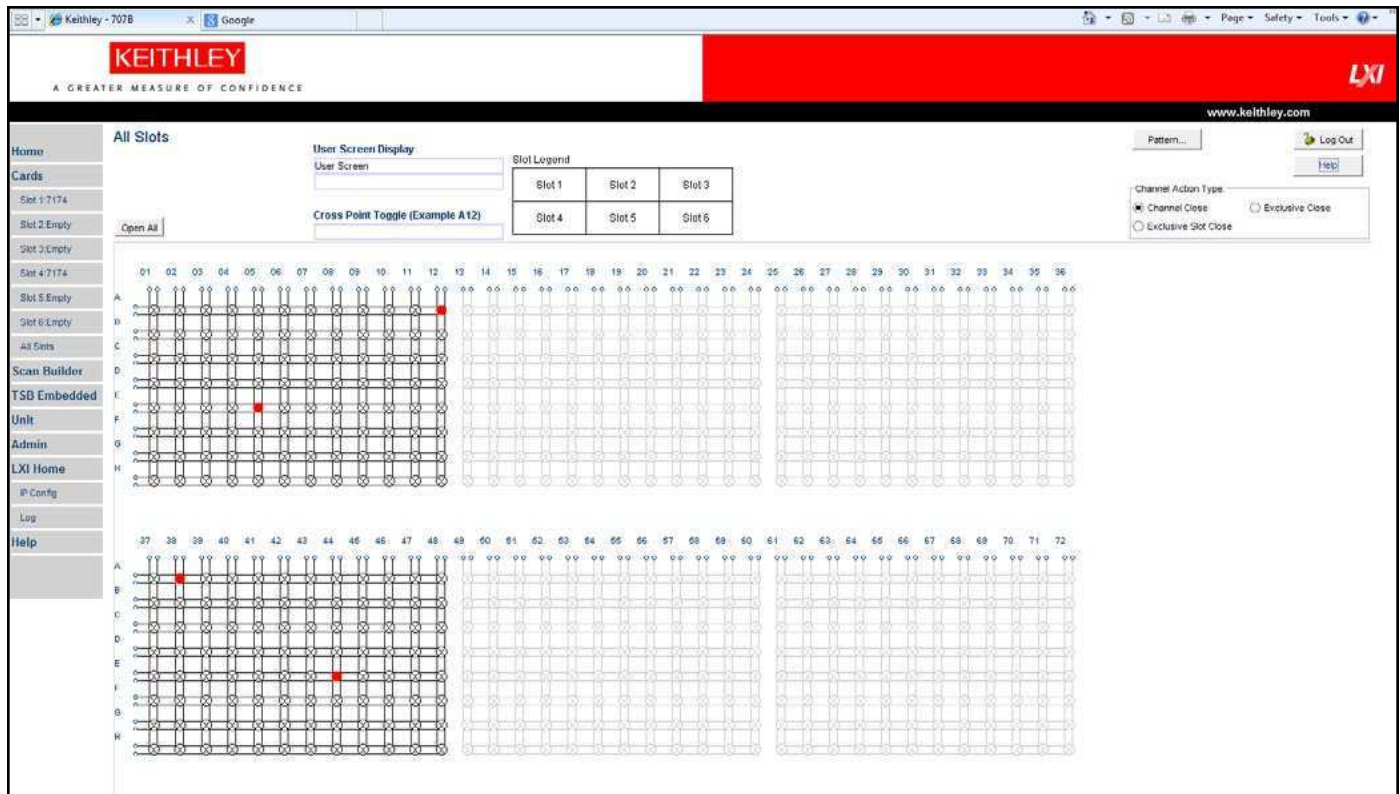 Keithley - 707B
Google
Page
Safety
Tools
KEITHLEY
A GREATER MEASURE OF CONFIDENCE
LXI
www.keithley.com
Home
Cards
Slot 1:7174
Slot 2:Empty
Slot 3:Empty
Slot 4:7174
Slot 5:Empty
Slot 6:Empty
All Slots
Scan Builder
TSB Embedded
Unit
Admin
LXI Home
IP Config
Log
Help
All Slots
User Screen Display
User Screen
Cross Point Toggle (Example A12)
Open All
Slot Legend
Slot 1 Slot 2 Slot 3
Slot 4 Slot 5 Slot 6
Pattern...
Log Out
Help
Channel Action Type
Channel Close
Exclusive Close
Exclusive Slot Close
01 02 03 04 05 06 07 08 09 10 11 12 13 14 15 16 17 18 19 20 21 22 23 24 25 26 27 28 29 30 31 32 33 34 35 36
A
B
C
D
E
F
G
H
37 38 39 40 41 42 43 44 45 46 47 48 49 50 51 52 53 54 55 56 57 58 59 60 61 62 63 64 65 66 67 68 69 70 71 72
A
B
C
D
E
F
G
H